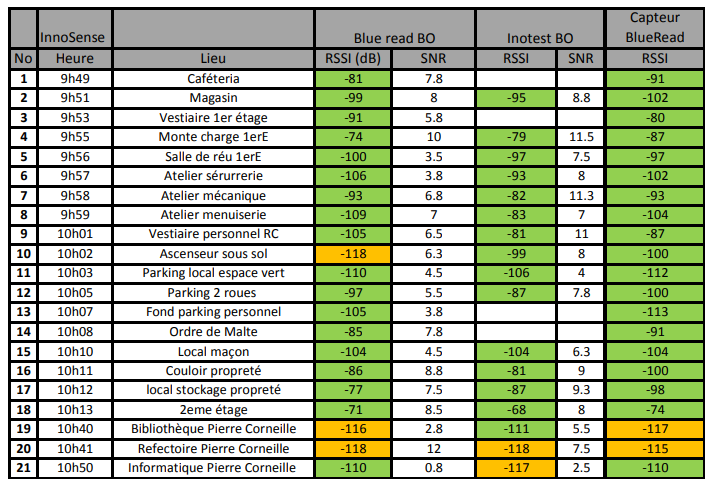 InnoSense Blue read BO Inotest BO Capteur BlueRead
No Heure Lieu RSSI (dB) SNR RSSI SNR RSSI
1 9h49 Caféteria -81 7.8 -91
2 9h51 Magasin -99 8 -95 8.8 -102
3 9h53 Vestiaire 1er étage -91 5.8 -80
4 9h55 Monte charge 1erE -74 10 -79 11.5 -87
5 9h56 Salle de réu 1erE -100 3.5 -97 7.5 -97
6 9h57 Atelier sérurrerie -106 3.8 -93 8 -102
7 9h58 Atelier mécanique -93 6.8 -82 11.3 -93
8 9h59 Atelier menuiserie -109 7 -83 7 -104
9 10h01 Vestiaire personnel RC -105 6.5 -81 11 -87
10 10h02 Ascenseur sous sol -118 6.3 -99 8 -100
11 10h03 Parking local espace vert -110 4.5 -106 4 -112
12 10h05 Parking 2 roues -97 5.5 -87 7.8 -100
13 10h07 Fond parking personnel -105 3.8 -113
14 10h08 Ordre de Malte -85 7.8 -91
15 10h10 Local maçon -104 4.5 -104 6.3 -104
16 10h11 Couloir propreté -86 8.8 -81 9 -100
17 10h12 local stockage propreté -77 7.5 -87 9.3 -98
18 10h13 2eme étage -71 8.5 -68 8 -74
19 10h40 Bibliothèque Pierre Corneille -116 2.8 -111 5.5 -117
20 10h41 Refectoire Pierre Corneille -118 12 -118 7.5 -115
21 10h50 Informatique Pierre Corneille -110 0.8 -117 2.5 -110